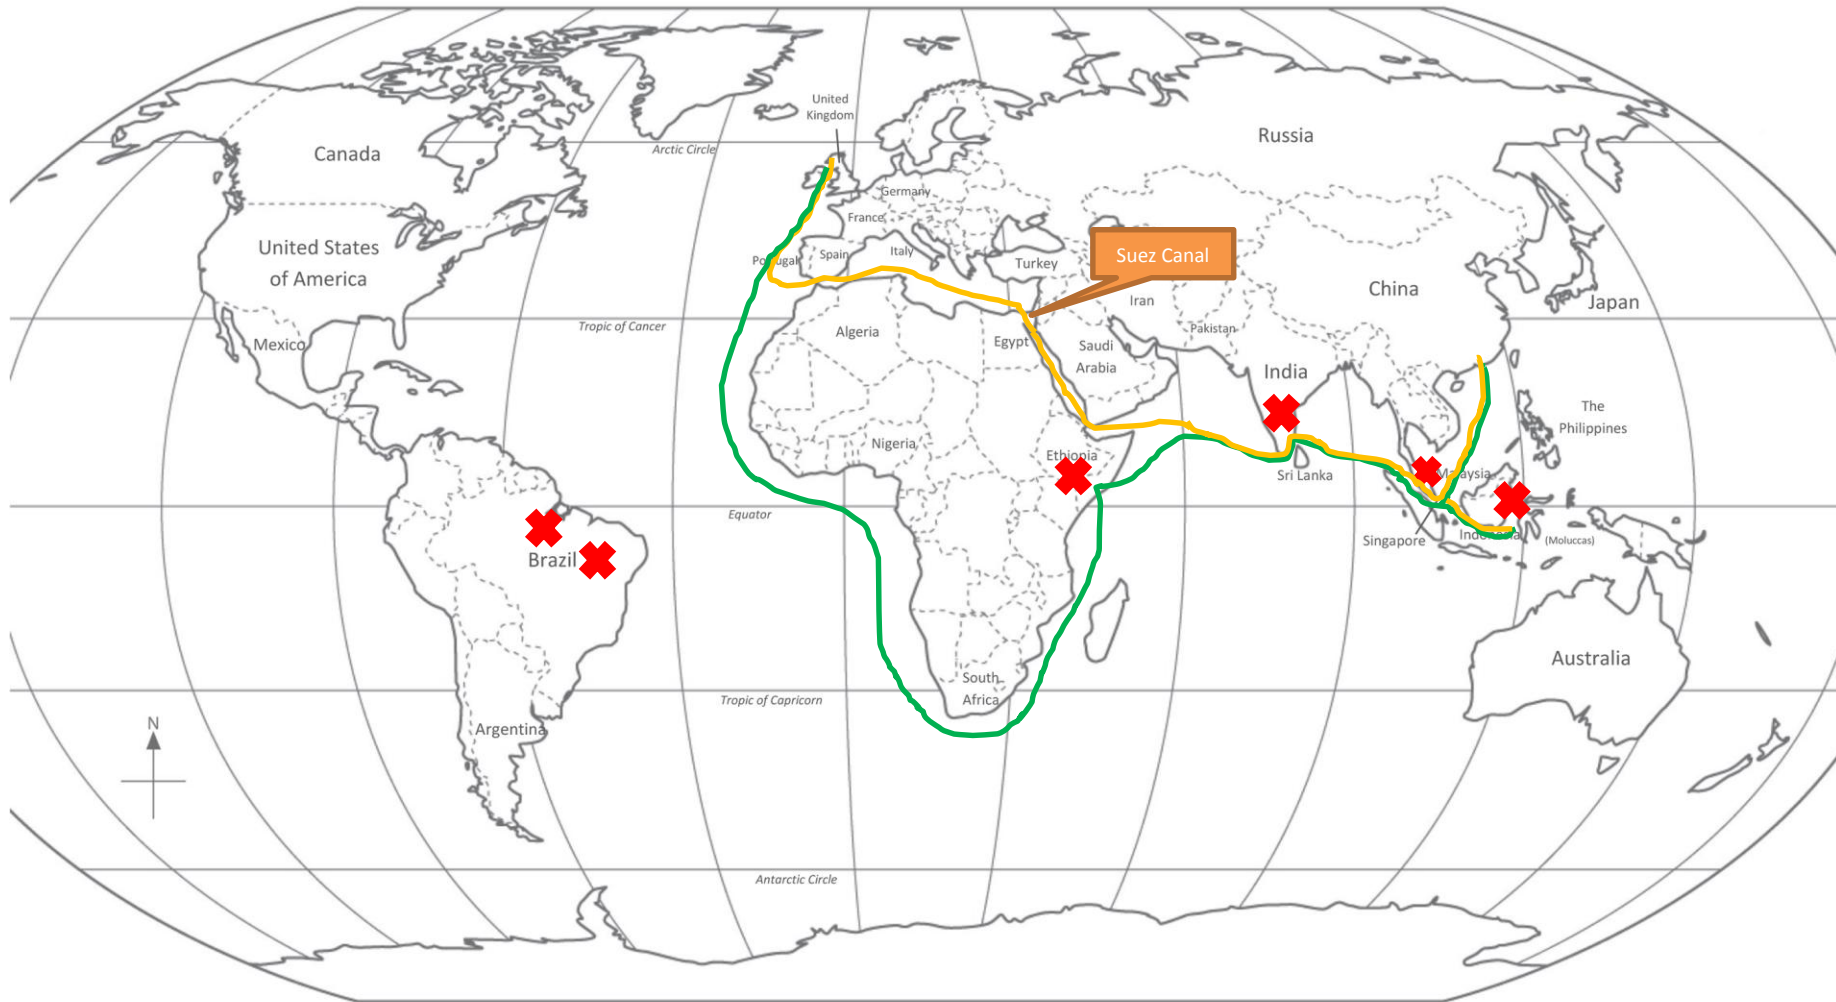 United
Kingdom
Arctic Circle
Canada
Russia
Germany
France
United States
of America
Portugal
Spain
Italy
Turkey
Suez Canal
Iran
China
Japan
Tropic of Cancer
Mexico
Algeria
Egypt
Saudi
Arabia
Pakistan
India
The
Philippines
Nigeria
Ethiopia
Sri Lanka
Malaysia
Equator
Singapore
Indonesia
(Moluccas)
Brazil
Australia
South
Africa
Tropic of Capricorn
N
Argentina
Antarctic Circle